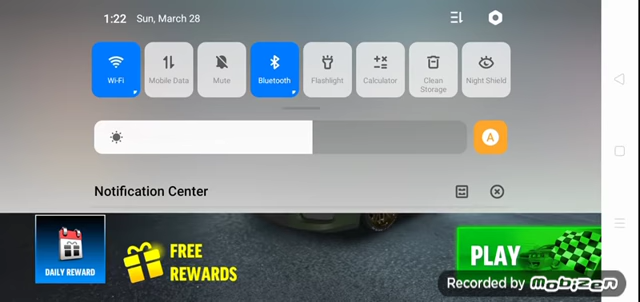 1:22 Sun, March 28
Wi-Fi
Mobile Data
Mute
Bluetooth
Flashlight
Calculator
Clean
Storage
Night Shield
A
Notification Center
DAILY REWARD
FREE
REWARDS
PLAY
Recorded by Mobizen